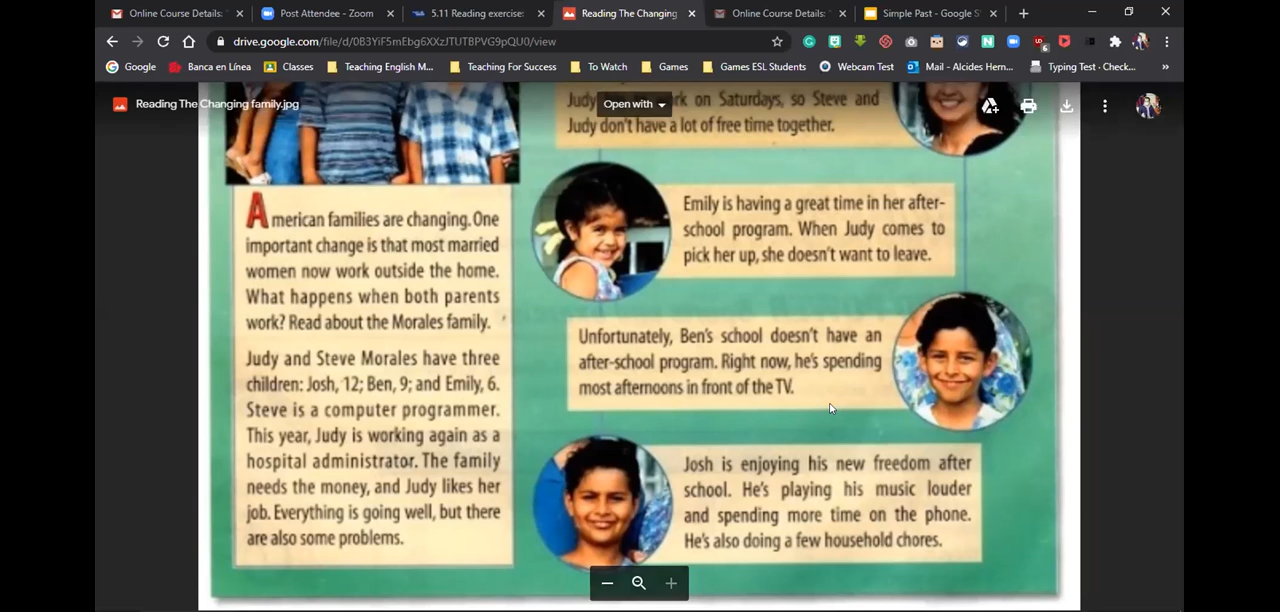 Online Course Details: "
Post Attendee - Zoom
5.11 Reading exercise:
Reading The Changing
Online Course Details: "
Simple Past - Google S
drive.google.com/file/d/0B3YiF5mEbg6XXzJTUTBPVG9pQU0/view
Google
Banca en Línea
Classes
Teaching English M...
Teaching For Success
To Watch
Games
Games ESL Students
Webcam Test
Mail - Alcides Hern...
Typing Test - Check...
»
Reading The Changing family.jpg
Open with
Judy rk on Saturdays, so Steve and
Judy don't have a lot of free time together.
Emily is having a great time in her after-
school program. When Judy comes to
pick her up, she doesn't want to leave.
American families are changing. One
important change is that most married
women now work outside the home.
What happens when both parents
work? Read about the Morales family.
Unfortunately, Ben's school doesn't have an
after-school program. Right now, he's spending
most afternoons in front of the TV.
Judy and Steve Morales have three
children: Josh, 12; Ben, 9; and Emily, 6.
Steve is a computer programmer.
This year, Judy is working again as a
hospital administrator. The family
needs the money, and Judy likes her
job. Everything is going well, but there
are also some problems.
Josh is enjoying his new freedom after
school. He's playing his music louder
and spending more time on the phone.
He's also doing a few household chores.